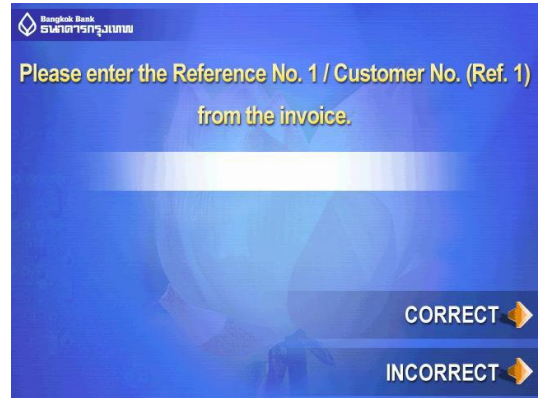 Bangkok Bank
ธนาคารกรุงเทพ
Please enter the Reference No. 1 / Customer No. (Ref. 1)
from the invoice.
CORRECT
INCORRECT